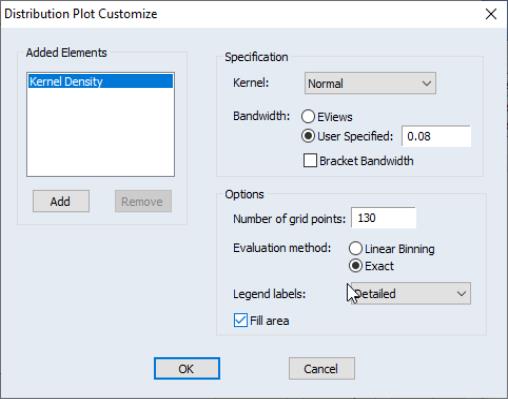 Distribution Plot Customize
Added Elements
Kernel Density
Add
Remove
Specification
Kernel:
Normal
Bandwidth:
EViews
User Specified:
0.08
Bracket Bandwidth
Options
Number of grid points:
130
Evaluation method:
Linear Binning
Exact
Legend labels:
Detailed
Fill area
OK
Cancel